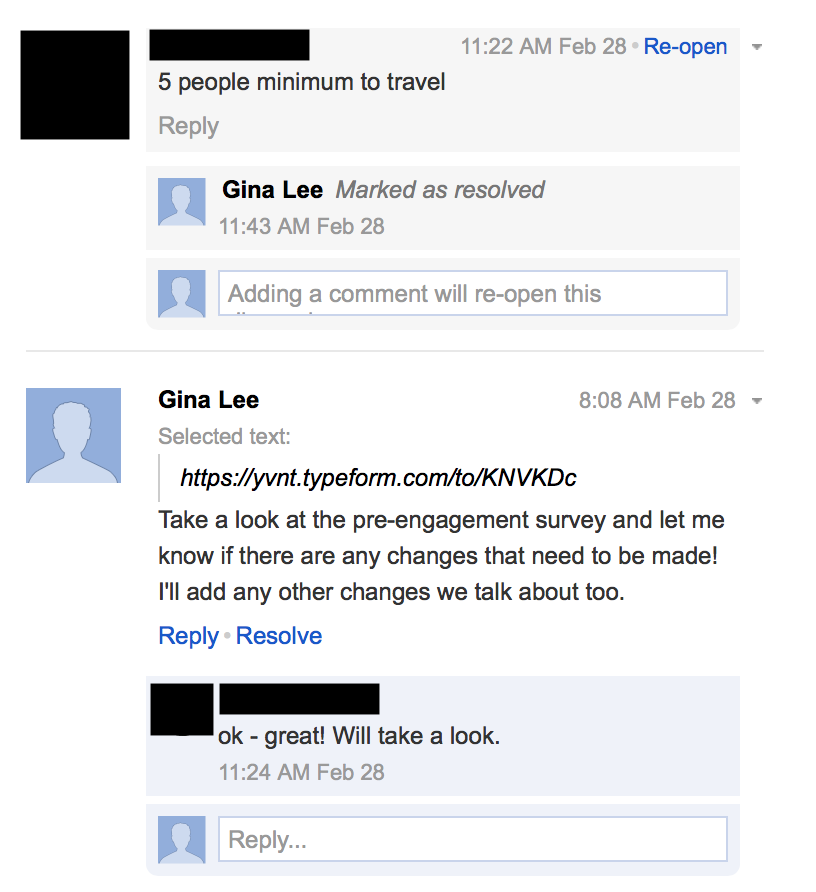 11:22 AM Feb 28 • Re-open
5 people minimum to travel
Reply
Gina Lee Marked as resolved
11:43 AM Feb 28
Adding a comment will re-open this
Gina Lee 8:08 AM Feb 28
Selected text:
https://yvnt.typeform.com/to/KNVKDc
Take a look at the pre-engagement survey and let me
know if there are any changes that need to be made!
I'll add any other changes we talk about too.
Reply • Resolve
ok - great! Will take a look.
11:24 AM Feb 28
Reply...